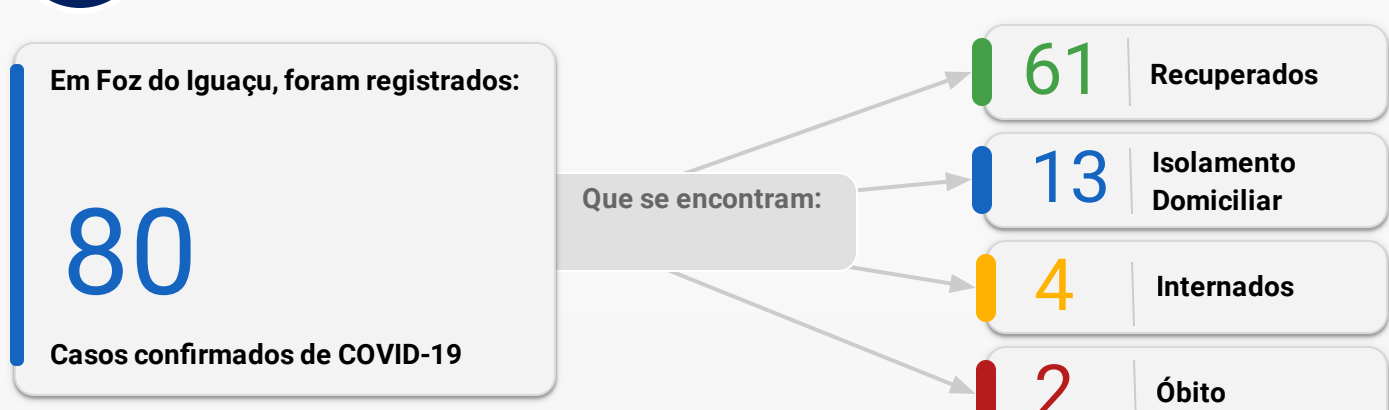 Em Foz do Iguaçu, foram registrados:
80
Casos confirmados de COVID-19
Que se encontram:
61
Recuperados
13
Isolamento
Domiciliar
4
Internados
2
Óbito